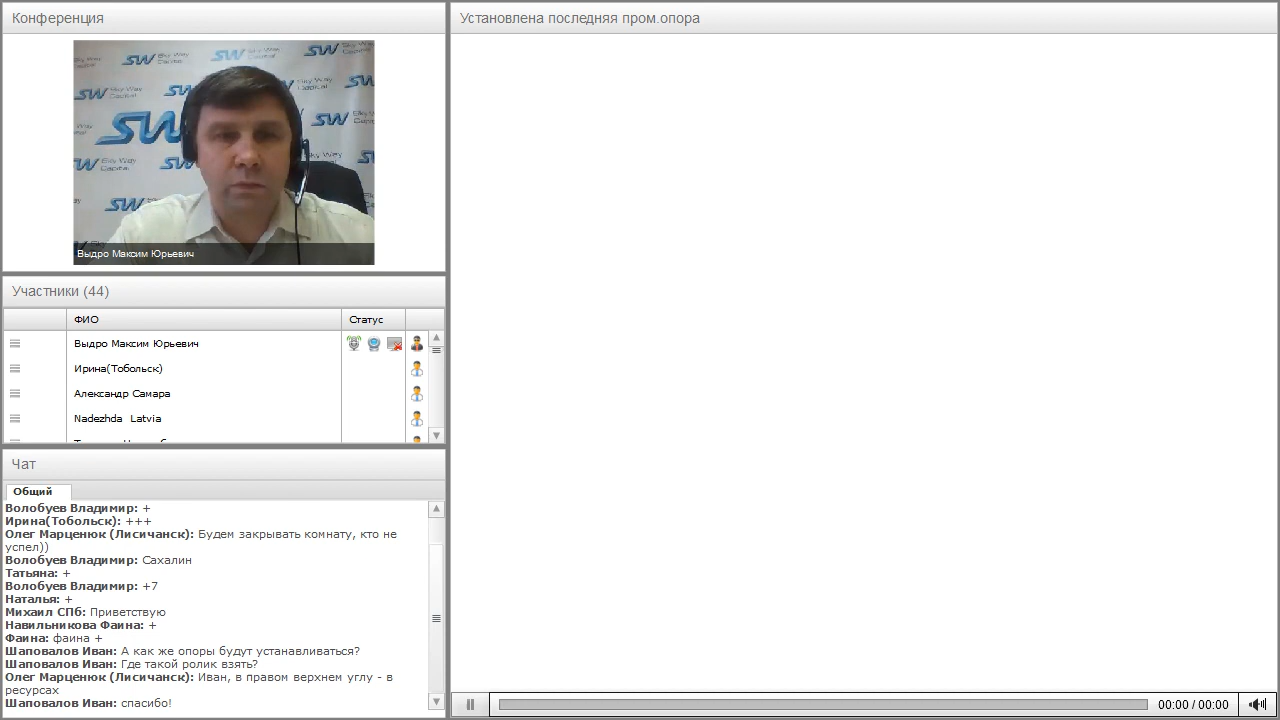 Конференция
Sky Way
Capital
SW
Выдро Максим Юрьевич
Участники (44)
ФИО
Статус
Выдро Максим Юрьевич
Ирина(Тобольск)
Александр Самара
Nadezhda Latvia
Чат
Общий
Волобуев Владимир: +
Ирина(Тобольск): +++
Олег Марценюк (Лисичанск): Будем закрывать комнату, кто не
успел))
Волобуев Владимир: Сахалин
Татьяна: +
Волобуев Владимир: +7
Наталья: +
Михаил СПб: Приветствую
Навильникова Фаина: +
Фаина: фаина +
Шаповалов Иван: А как же опоры будут устанавливаться?
Шаповалов Иван: Где такой ролик взять?
Олег Марценюк (Лисичанск): Иван, в правом верхнем углу - в
ресурсах
Шаповалов Иван: спасибо!
Установлена последняя пром.опора
00:00 / 00:00